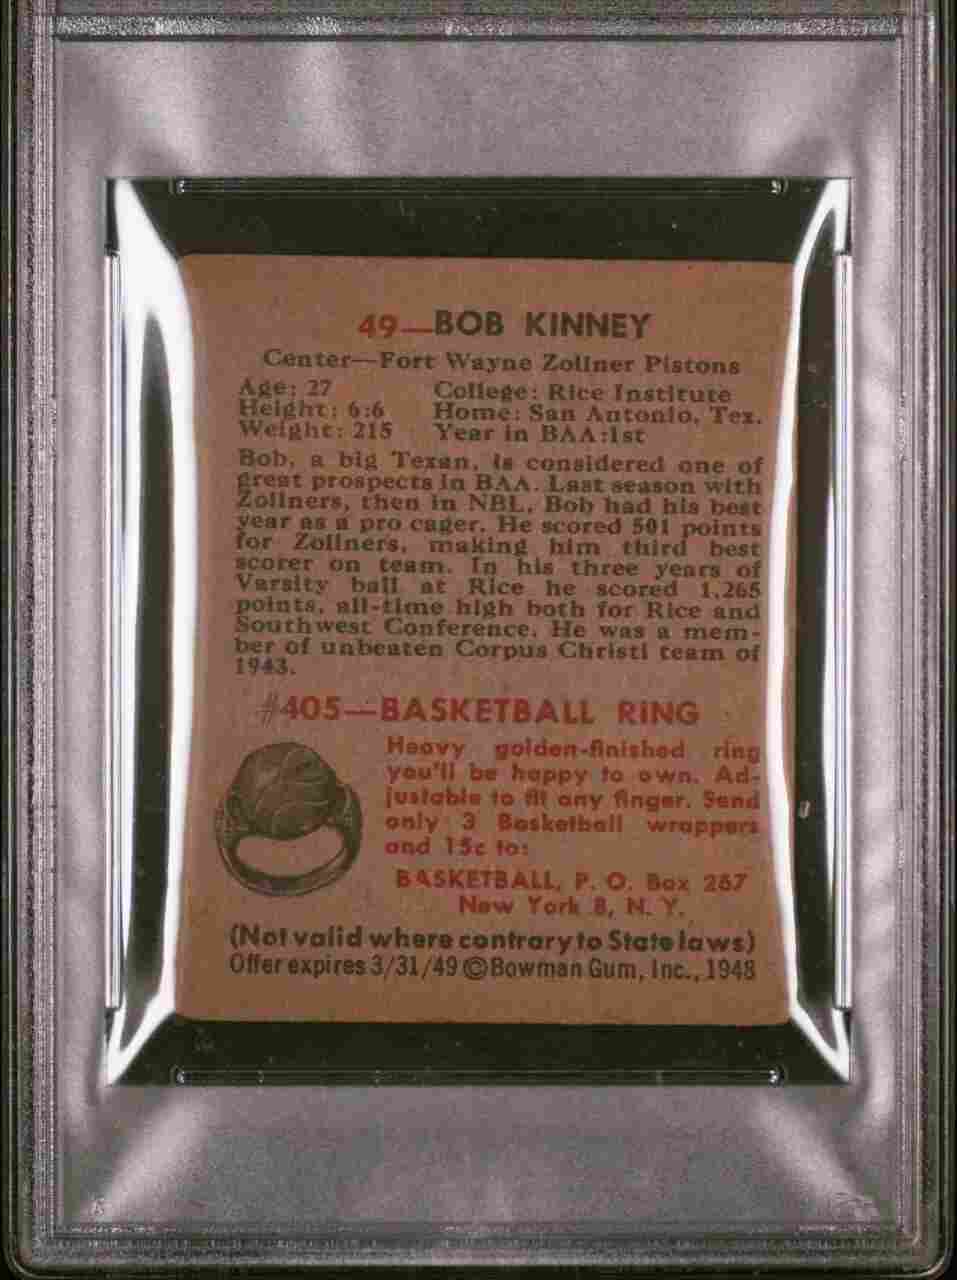 49—BOB KINNEY
Center—Fort Wayne Zollner Pistons
Age: 27 College: Rice Institute
Height: 6:6 Home: San Antonio, Tex.
Weight: 215 Year in BAA:1st
Bob, a big Texan, is considered one of
great prospects in BAA. Last season with
Zollners, then in NBL, Bob had his best
year as a pro cager. He scored 501 points
for Zollners, making him third best
scorer on team. In his three years of
Varsity ball at Rice he scored 1,265
points, all-time high both for Rice and
Southwest Conference. He was a mem-
ber of unbeaten Corpus Christi team of
1943.
#405—BASKETBALL RING
Heavy golden-finished ring
you'll be happy to own. Ad-
justable to fit any finger. Send
only 3 Basketball wrappers
and 15c to:
BASKETBALL, P. O. Box 267
New York 8, N. Y.
(Not valid where contrary to State laws)
Offer expires 3/31/49 ©Bowman Gum, Inc., 1948